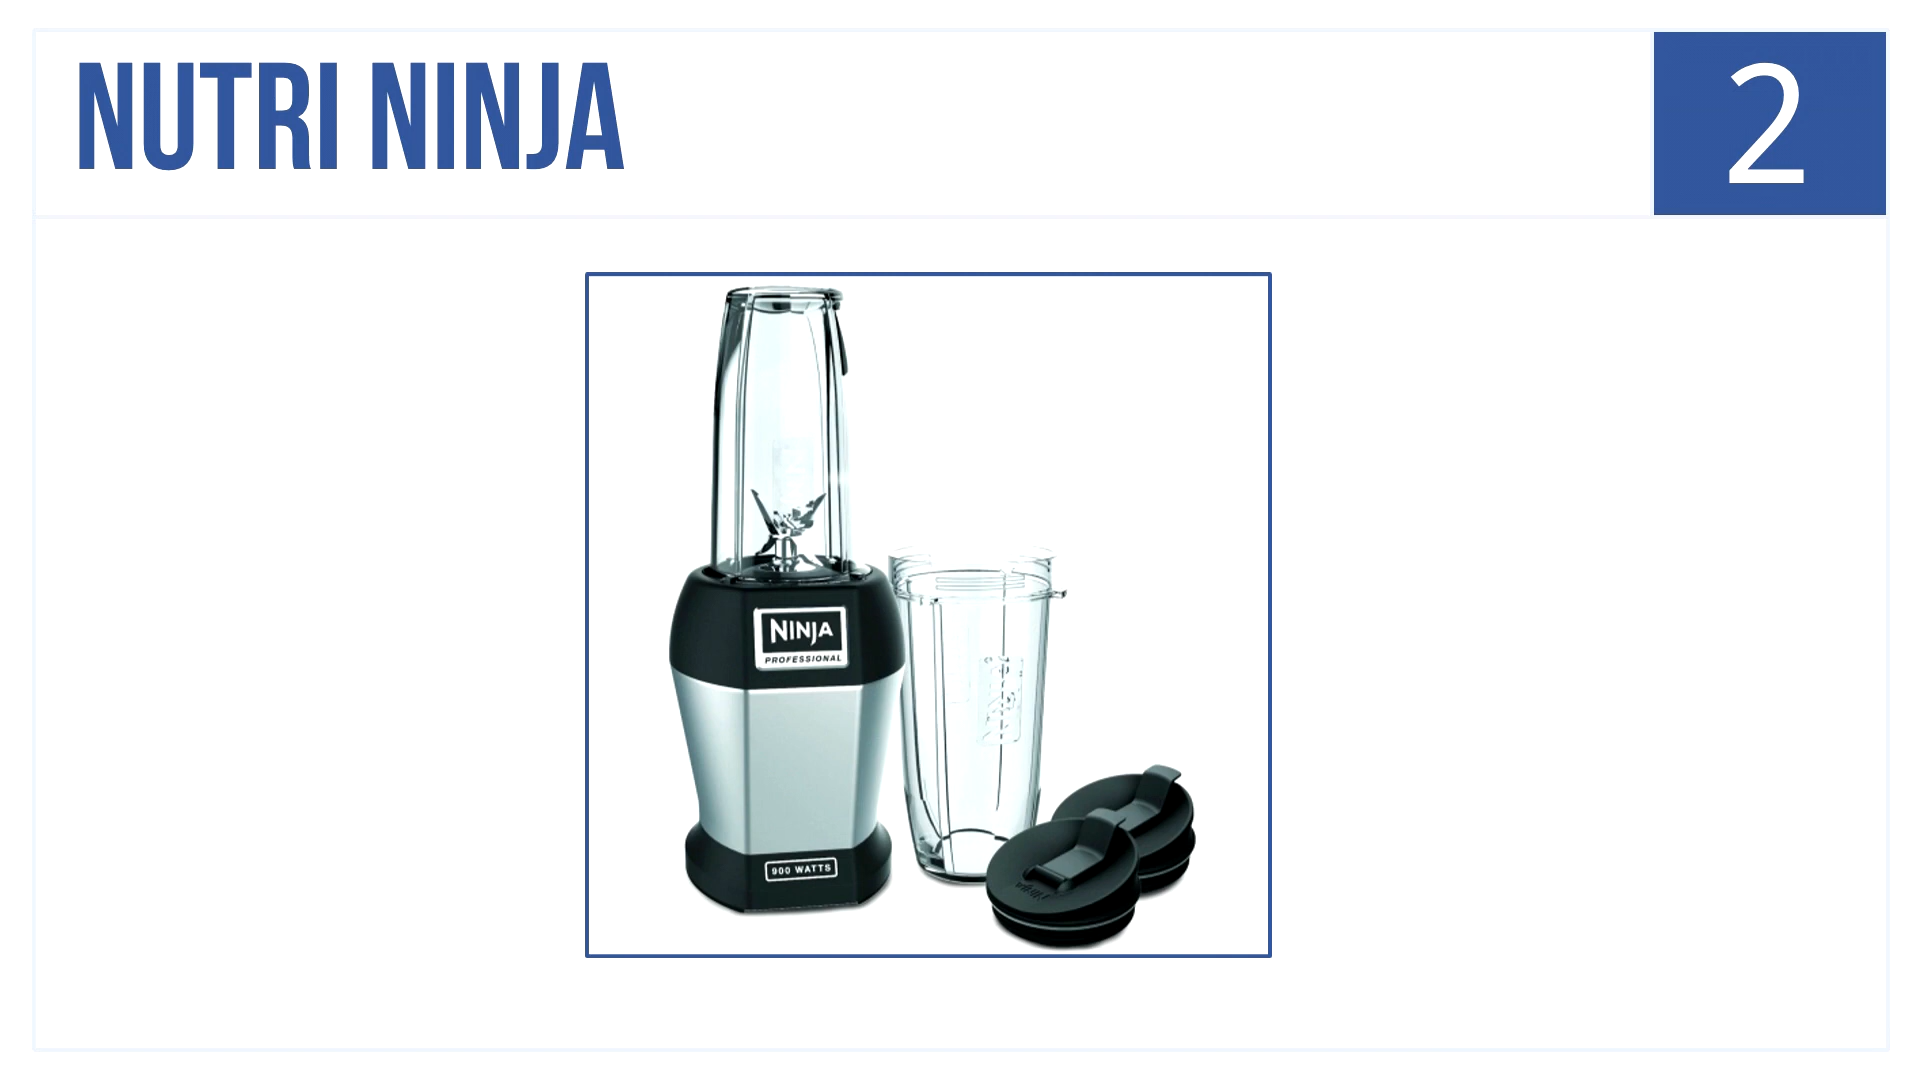 NUTRI NINJA
2
NINJA
PROFESSIONAL
900 WATTS